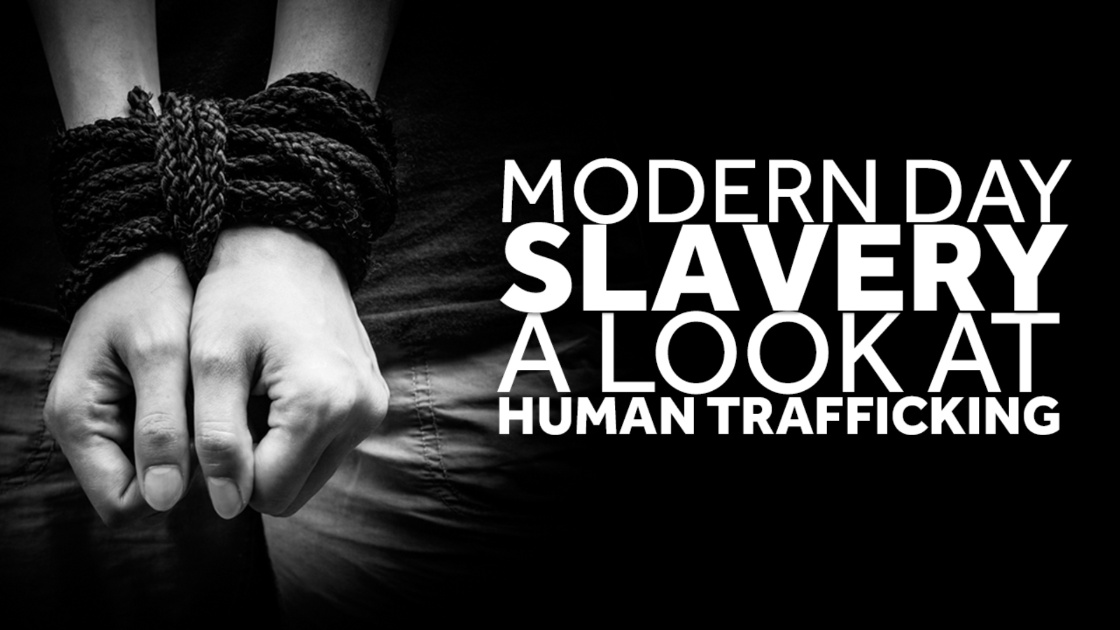 MODERN DAY
SLAVERY
A LOOK AT
HUMAN TRAFFICKING